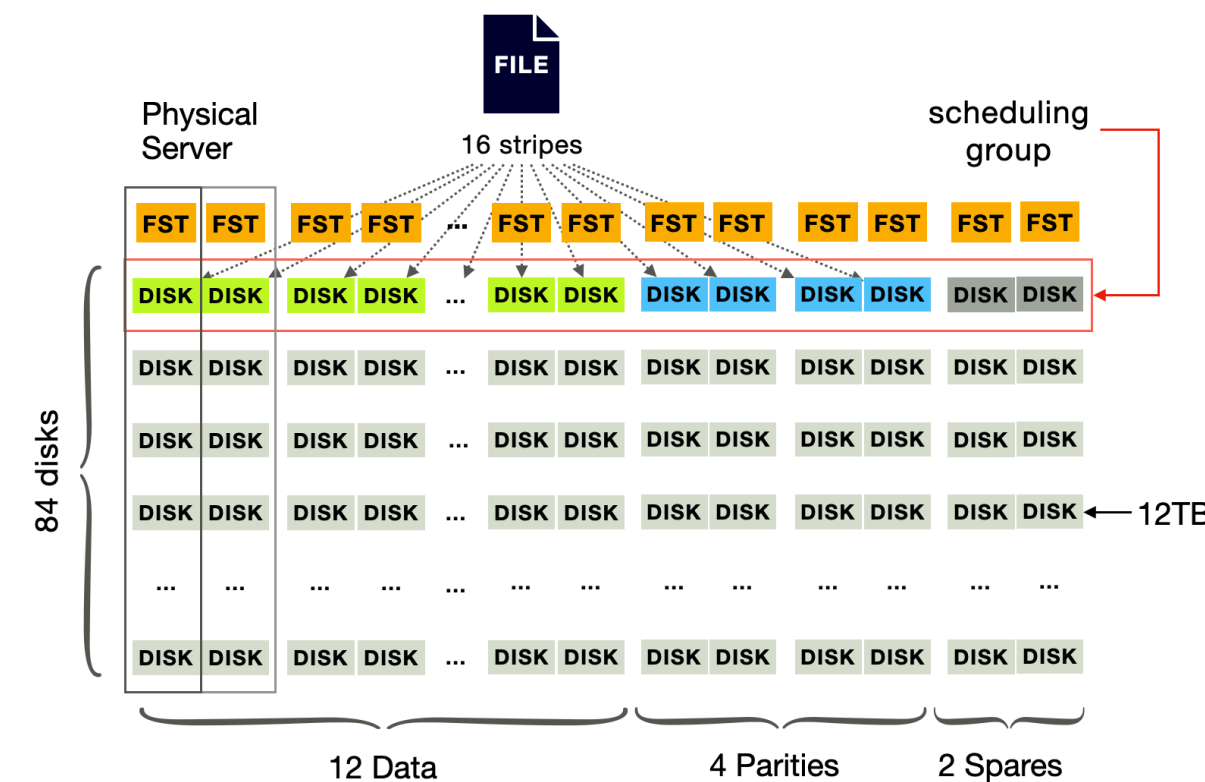 FILE
Physical
Server
16 stripes
scheduling
group
FST FST FST FST ... FST FST FST FST FST FST FST FST
DISK DISK DISK DISK ... DISK DISK DISK DISK DISK DISK DISK DISK
DISK DISK DISK DISK ... DISK DISK DISK DISK DISK DISK DISK DISK
DISK DISK DISK DISK ... DISK DISK DISK DISK DISK DISK DISK DISK
84 disks
DISK DISK DISK DISK ... DISK DISK DISK DISK DISK DISK DISK DISK
12TB
... ... ... ... ... ... ... ... ... ... ... ... ...
DISK DISK DISK DISK ... DISK DISK DISK DISK DISK DISK DISK DISK
12 Data
4 Parities
2 Spares